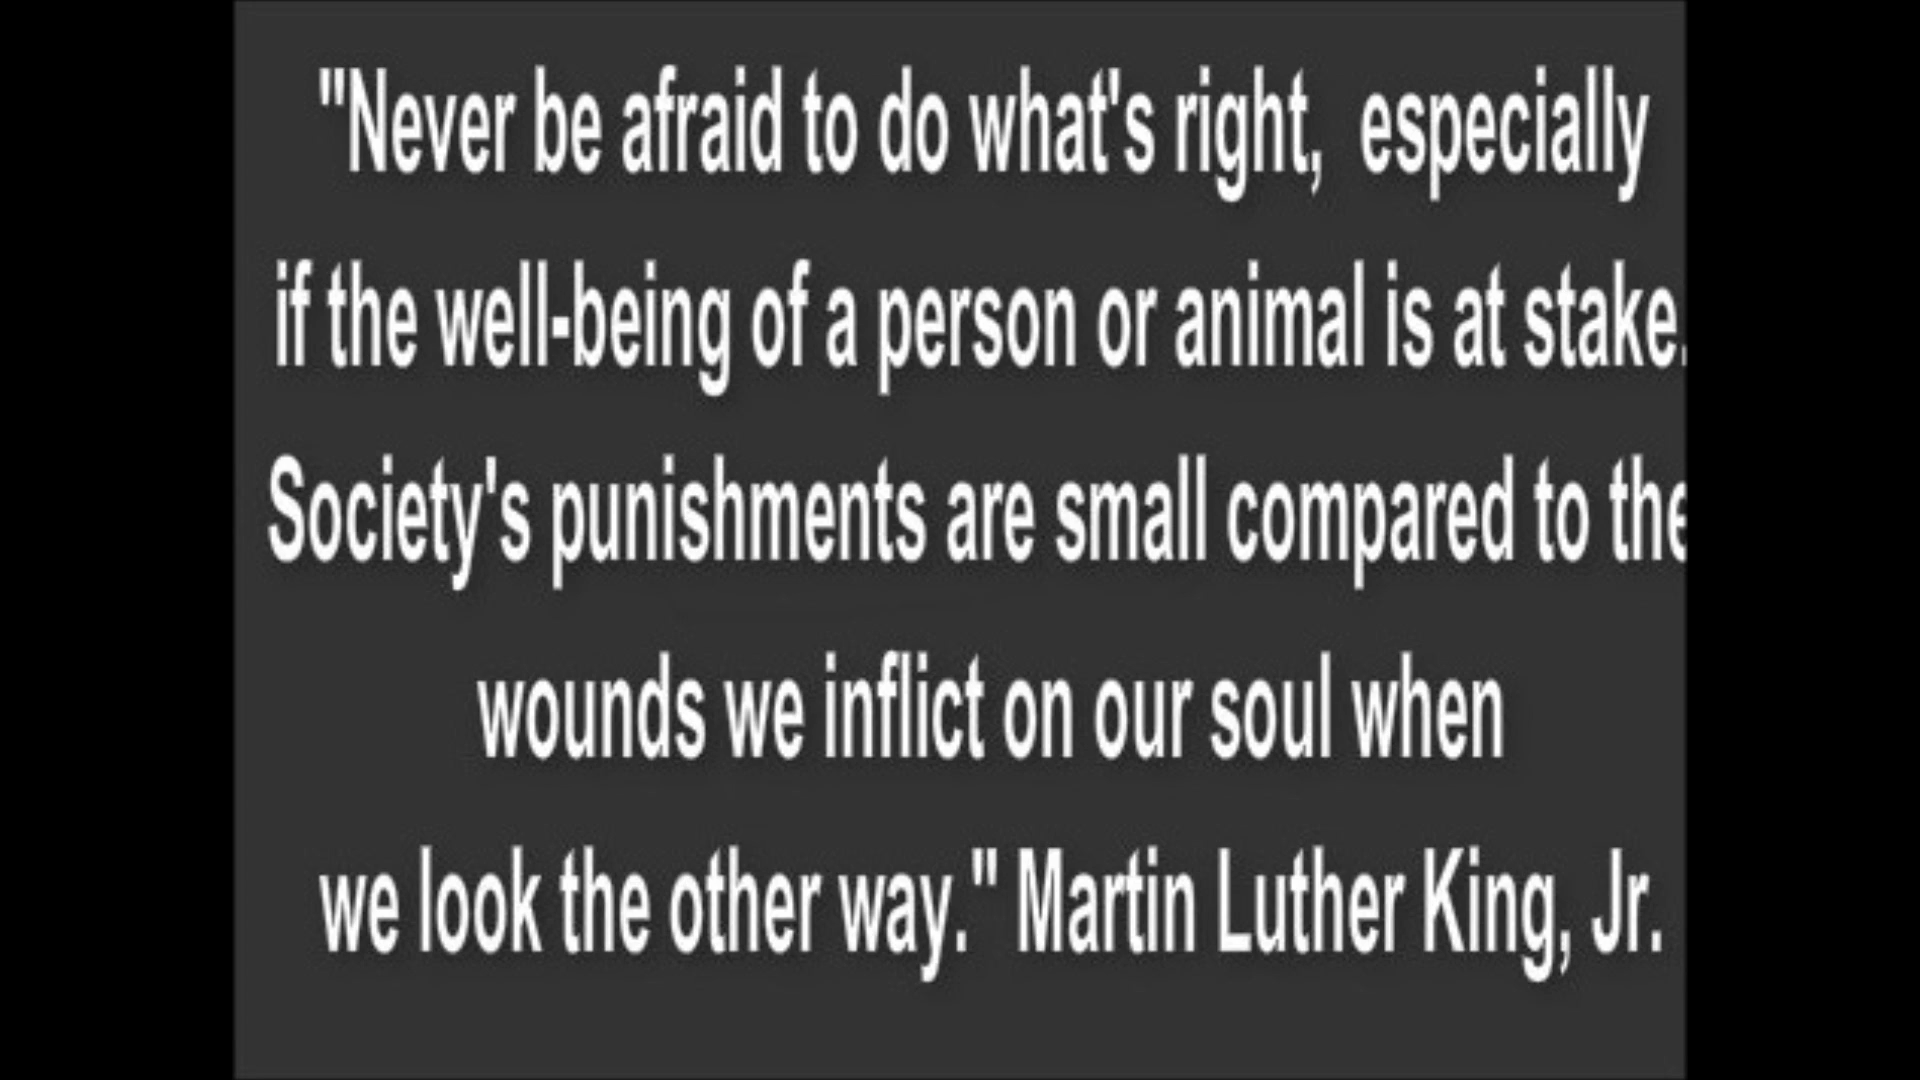 "Never be afraid to do what's right,  especially
if the well-being of a person or animal is at stake.
Society's punishments are small compared to the
wounds we inflict on our soul when
we look the other way." Martin Luther King, Jr.